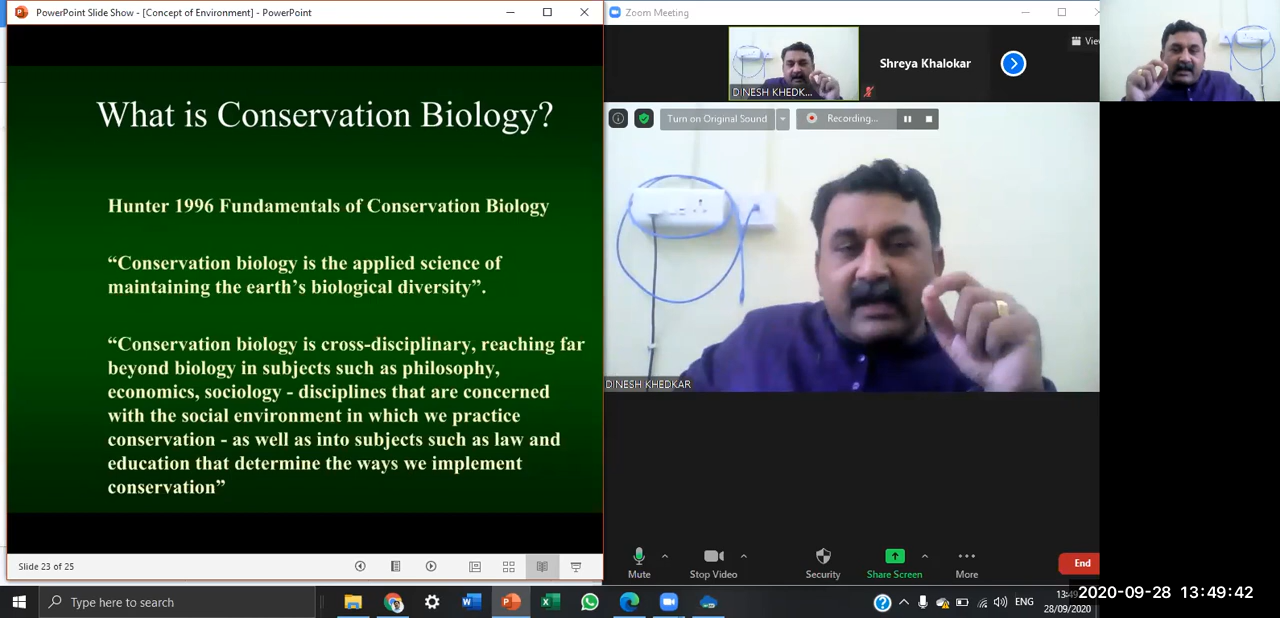 PowerPoint Slide Show - [Concept of Environment] - PowerPoint
What is Conservation Biology?
Hunter 1996 Fundamentals of Conservation Biology
“Conservation biology is the applied science of
maintaining the earth’s biological diversity”.
“Conservation biology is cross-disciplinary, reaching far
beyond biology in subjects such as philosophy,
economics, sociology - disciplines that are concerned
with the social environment in which we practice
conservation - as well as into subjects such as law and
education that determine the ways we implement
conservation”
Slide 23 of 25
Zoom Meeting
DINESH KHEDK...
Shreya Khalokar
Turn on Original Sound
Recording...
DINESH KHEDKAR
Mute
Stop Video
Security
Share Screen
More
End
Type here to search
ENG
28/09/2020
2020-09-28 13:49:42